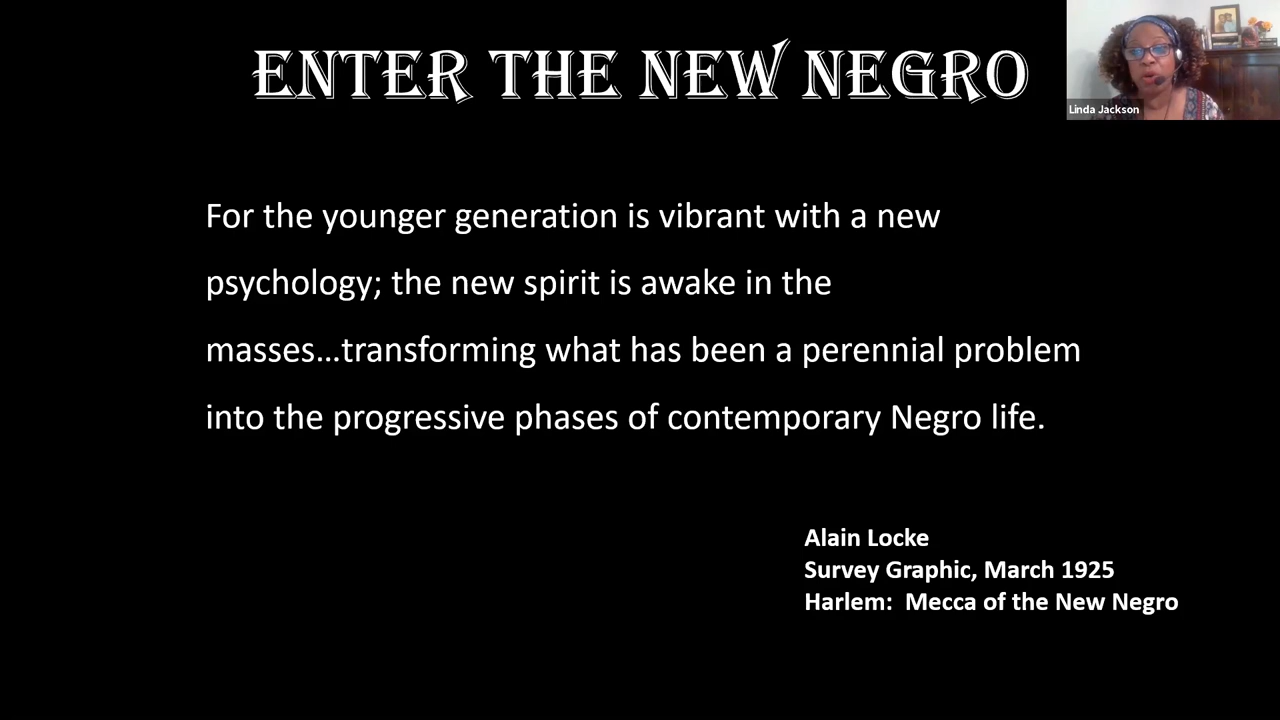 ENTER THE NEW NEGRO
Linda Jackson
For the younger generation is vibrant with a new
psychology; the new spirit is awake in the
masses…transforming what has been a perennial problem
into the progressive phases of contemporary Negro life.
Alain Locke
Survey Graphic, March 1925
Harlem:  Mecca of the New Negro